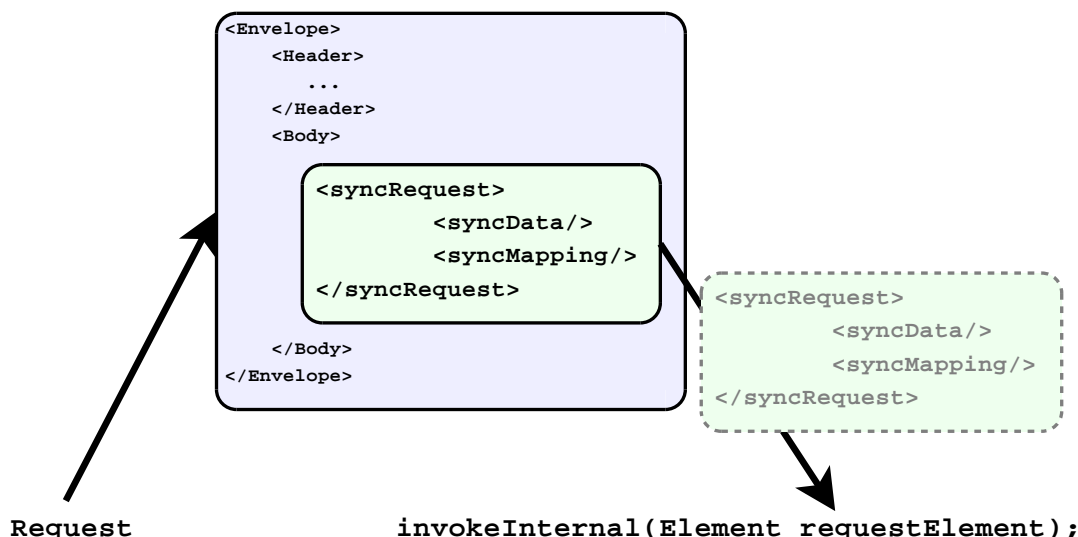 <Envelope>
<Header>
...
</Header>
<Body>
<syncRequest>
<syncData/>
<syncMapping/>
</syncRequest>
</Body>
</Envelope>
<syncRequest>
<syncData/>
<syncMapping/>
</syncRequest>
Request
invokeInternal(Element requestElement);